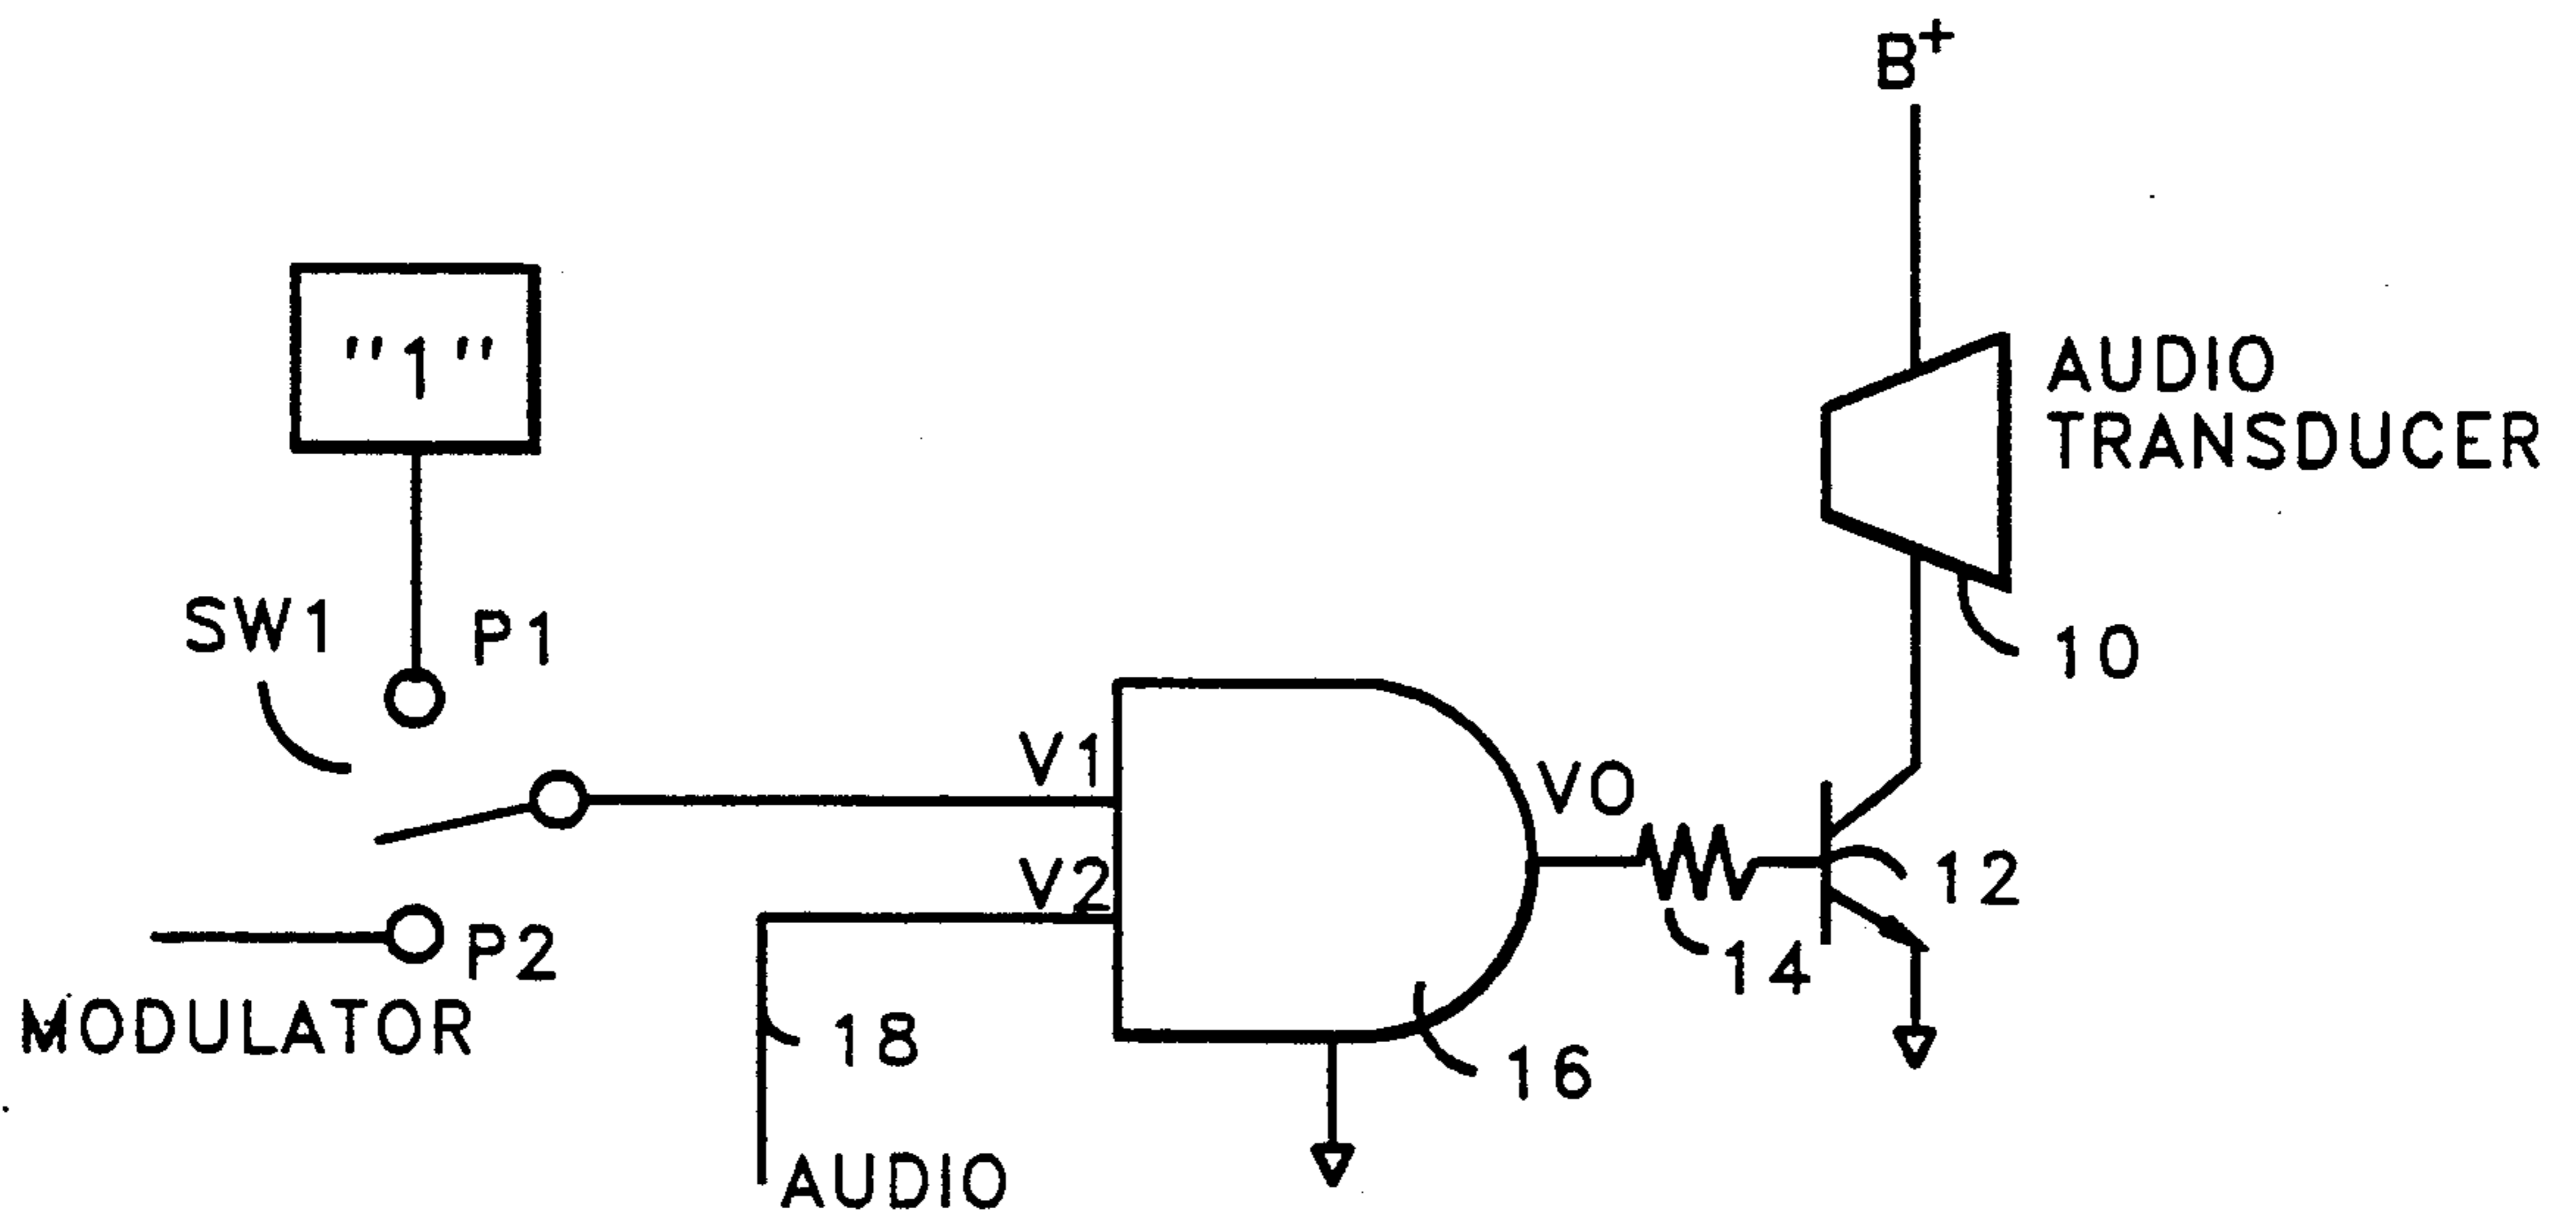 B+
"1"
AUDIO
TRANSDUCER
SW1
P1
10
V1
VO
V2
12
P2
14
MODULATOR
18
16
AUDIO